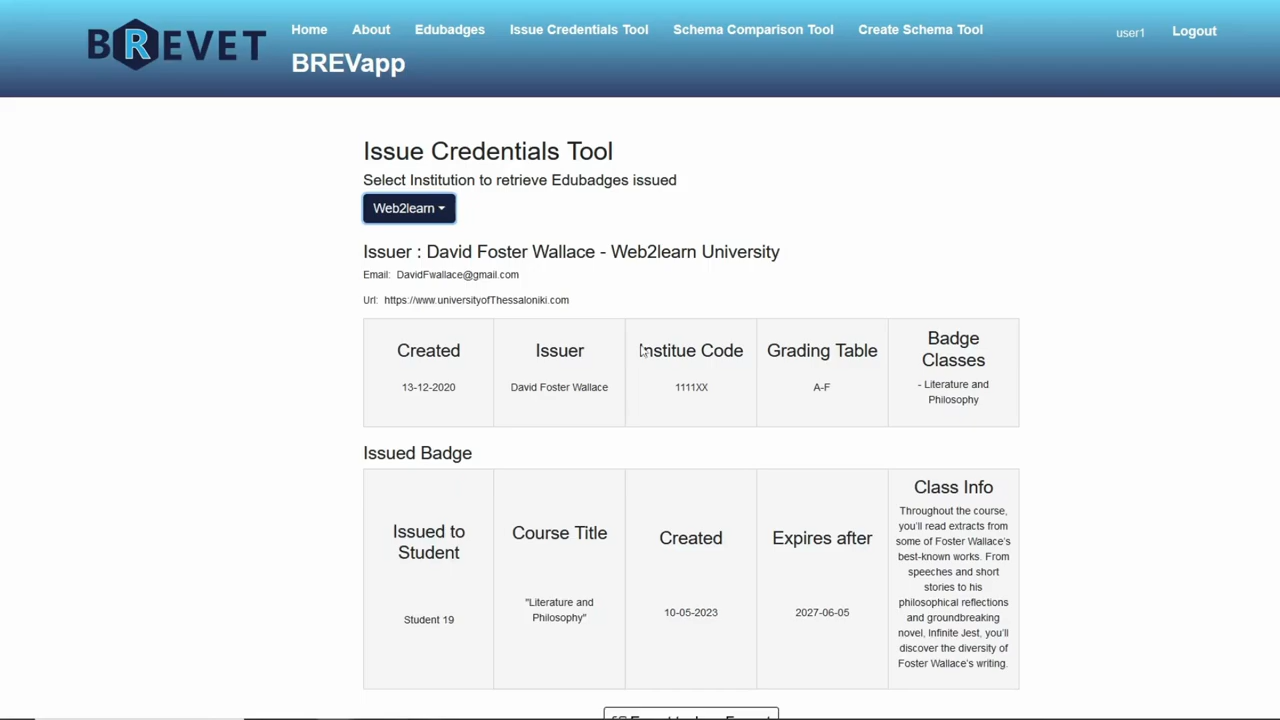 BREVET
Home About Edubadges Issue Credentials Tool Schema Comparison Tool Create Schema Tool
user1 Logout
BREVapp
Issue Credentials Tool
Select Institution to retrieve Edubadges issued
Web2learn
Issuer : David Foster Wallace - Web2learn University
Email: DavidFwallace@gmail.com
Url: https://www.universityofThessaloniki.com
Created
13-12-2020
Issuer
David Foster Wallace
Institue Code
1111XX
Grading Table
A-F
Badge
Classes
- Literature and
Philosophy
Issued Badge
Issued to
Student
Student 19
Course Title
"Literature and
Philosophy"
Created
10-05-2023
Expires after
2027-06-05
Class Info
Throughout the course,
you'll read extracts from
some of Foster Wallace's
best-known works. From
speeches and short
stories to his
philosophical reflections
and groundbreaking
novel, Infinite Jest, you'll
discover the diversity of
Foster Wallace's writing.